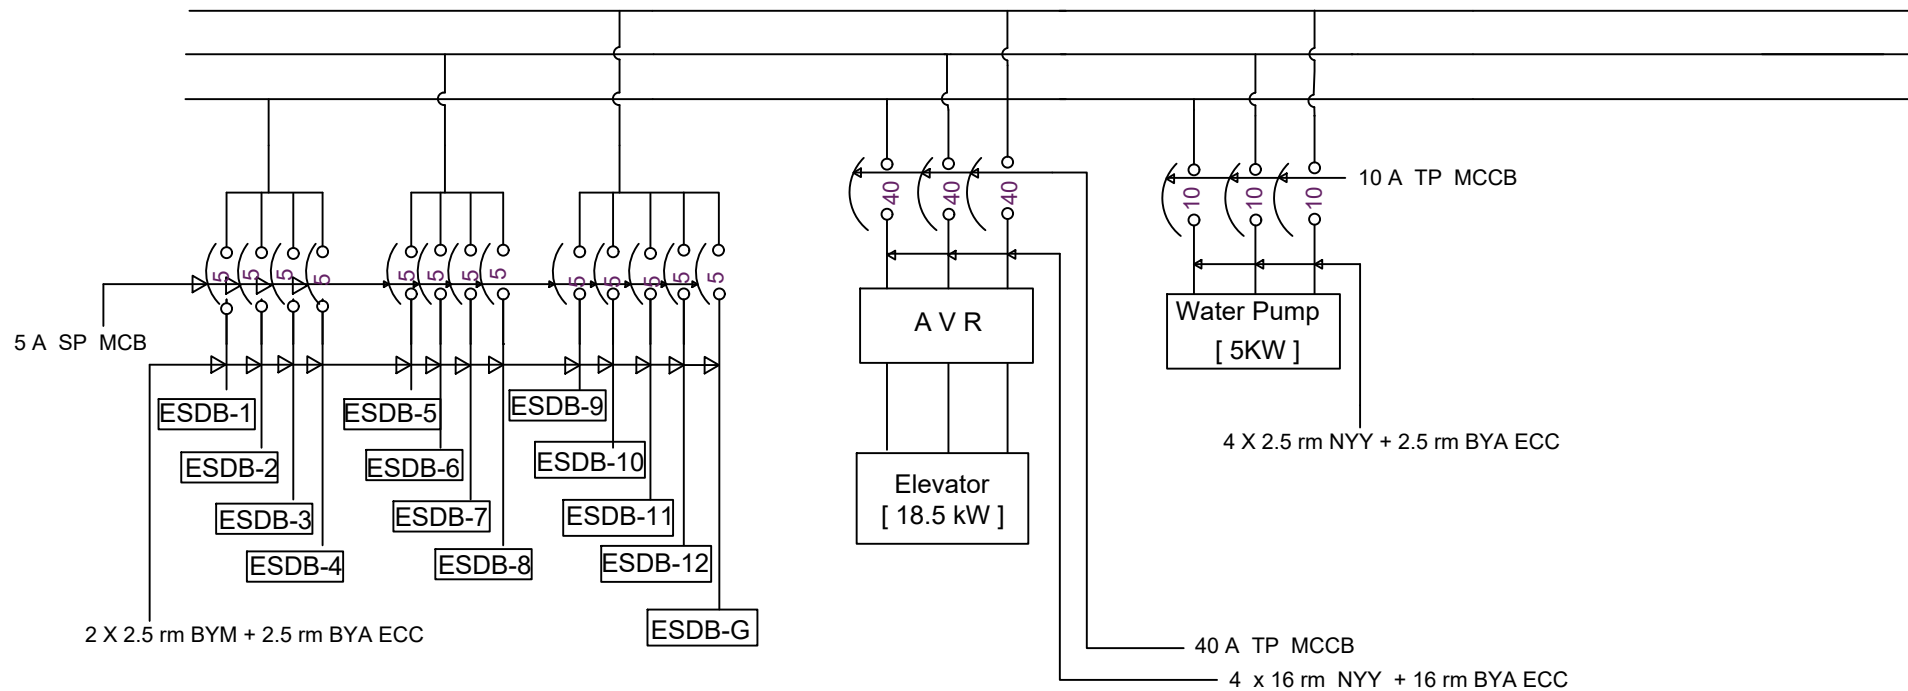 40 40 40
10 10 10
10 A TP MCCB
5 5 5 5
5 5 5 5
5 5 5 5 5
5 A SP MCB
A V R
Water Pump
[ 5KW ]
ESDB-1
ESDB-2
ESDB-3
ESDB-4
ESDB-5
ESDB-6
ESDB-7
ESDB-8
ESDB-9
ESDB-10
ESDB-11
ESDB-12
ESDB-G
Elevator
[ 18.5 kW ]
4 X 2.5 rm NYY + 2.5 rm BYA ECC
2 X 2.5 rm BYM + 2.5 rm BYA ECC
40 A TP MCCB
4 x 16 rm NYY + 16 rm BYA ECC